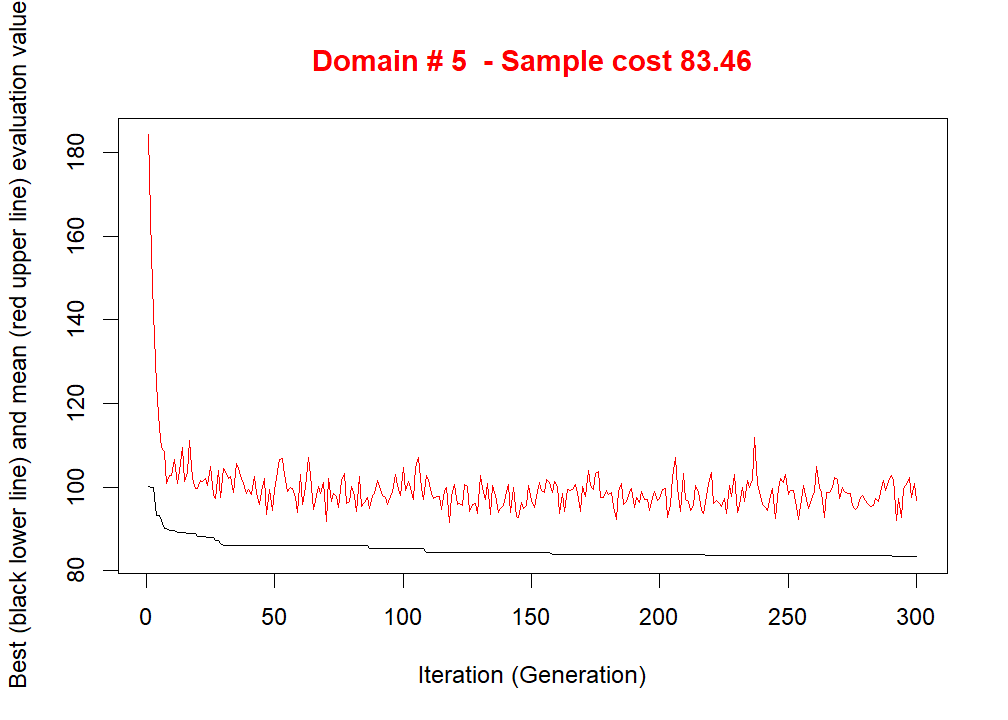 Domain # 5  - Sample cost 83.46
Best (black lower line) and mean (red upper line) evaluation value
180
160
140
120
100
80
0 50 100 150 200 250 300
Iteration (Generation)